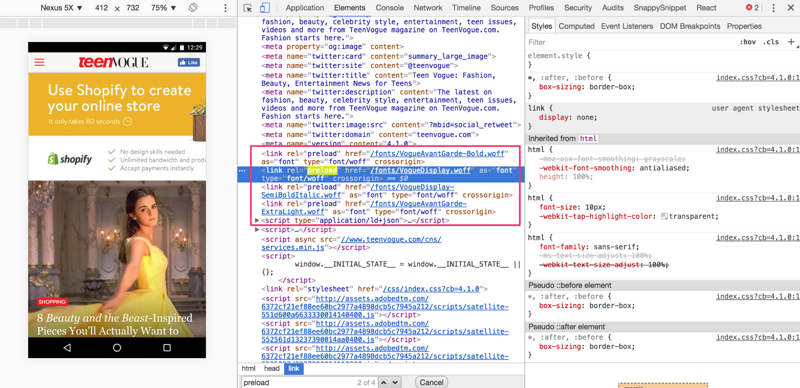 Nexus 5X ▼ 412 × 732 75% ▼
12:29
teenVOGUE
Like
Use Shopify to create
your online store
It only takes 60 seconds
shopify
No design skills needed
Unlimited bandwidth and produc
Accept payments instantly
SHOPPING
8 Beauty and the Beast-Inspired
Pieces You'll Actually Want to
Application Elements Console Network Timeline Sources Profiles Security Audits SnappySnippet React 2
fashion, beauty, celebrity style, entertainment, teen issues,
videos and more from TeenVogue magazine on TeenVogue.com.
Fashion starts here.">
<meta property="og:image" content>
<meta name="twitter:card" content="summary_large_image">
<meta name="twitter:site" content="@teenvogue">
<meta name="twitter:title" content="Teen Vogue: Fashion,
Beauty, Entertainment News for Teens">
<meta name="twitter:description" content="The latest on
fashion, beauty, celebrity style, entertainment, teen issues,
videos and more from TeenVogue magazine on TeenVogue.com.
Fashion starts here.">
<meta name="twitter:image:src" content="?mbid=social_retweet">
<meta name="twitter:domain" content="teenvogue.com">
<meta name="version" content="4.1.0">
<link rel="preload" href="/fonts/VogueAvantGarde-Bold.woff"
as="font" type="font/woff" crossorigin>
<link rel="preload" href="/fonts/VogueDisplay.woff" as="font"
type="font/woff" crossorigin> == $0
<link rel="preload" href="/fonts/VogueDisplay-
SemiBoldItalic.woff" as="font" type="font/woff" crossorigin>
<link rel="preload" href="/fonts/VogueAvantGarde-
ExtraLight.woff" as="font" type="font/woff" crossorigin>
<script type="application/ld+json">…</script>
<script>…</script>
<script async src="//www.teenvogue.com/cns/
services.min.js"></script>
<script>
window.__INITIAL_STATE__ = window.__INITIAL_STATE__ ||
{};
</script>
<link rel="stylesheet" href="/css/index.css?cb=4.1.0">
<script src="http://assets.adobedtm.com/
6372cf21ef88ee60bc2977a4898dcb5c7945a212/scripts/satellite-
551d600a6633330014140400.js"></script>
<script src="http://assets.adobedtm.com/
6372cf21ef88ee60bc2977a4898dcb5c7945a212/scripts/satellite-
552561d13237390014aa0400.js"></script>
<script src="http://assets.adobedtm.com/
6372cf21ef88ee60bc2977a4898dcb5c7945a212/scripts/satellite-
html head link
preload 2 of 4 Cancel
Styles Computed Event Listeners DOM Breakpoints Properties
Filter :hov .cls +
element.style {
}
*, :after, :before { index.css?cb=4.1.0:1
box-sizing: border-box;
}
link { user agent stylesheet
display: none;
}
Inherited from html
html { index.css?cb=4.1.0:1
-moz-osx-font-smoothing: grayscale;
-webkit-font-smoothing: antialiased;
height: 100%;
}
html { index.css?cb=4.1.0:1
font-size: 10px;
-webkit-tap-highlight-color: transparent;
}
html { index.css?cb=4.1.0:1
font-family: sans-serif;
-ms-text-size-adjust: 100%;
-webkit-text-size-adjust: 100%;
}
Pseudo ::before element
*, :after, :before { index.css?cb=4.1.0:1
box-sizing: border-box;
}
Pseudo ::after element
*, :after, :before { index.css?cb=4.1.0:1
box-sizing: border-box;
}